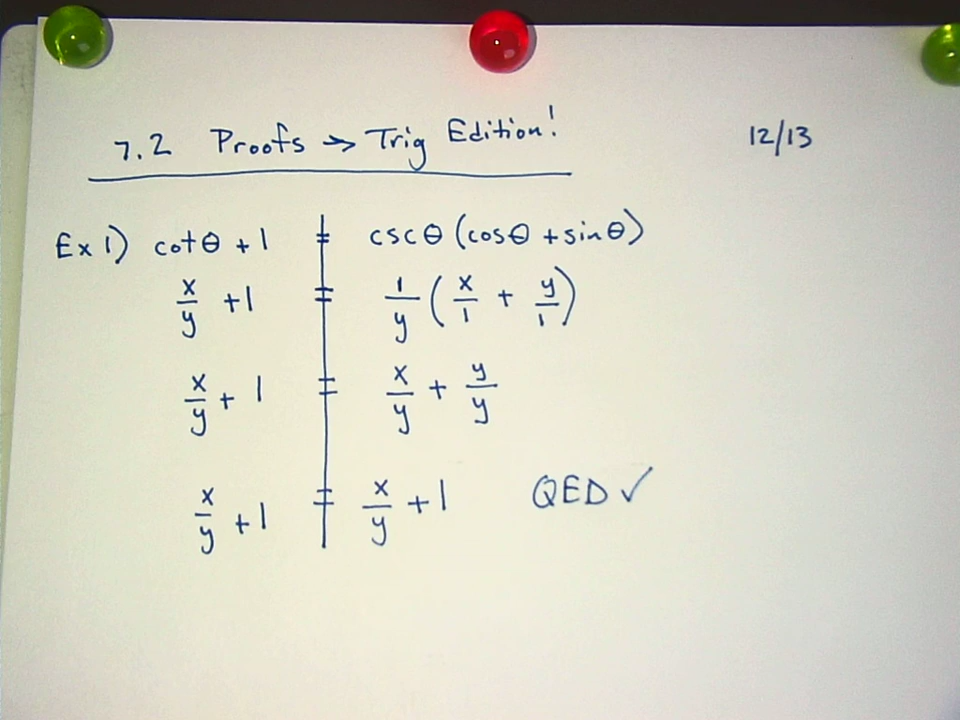 7.2 Proofs → Trig Edition! 12/13
Ex 1) cotθ + 1 = cscθ (cosθ + sinθ)
x/y + 1 = 1/y (x/1 + y/1)
x/y + 1 = x/y + y/y
x/y + 1 = x/y + 1 QED ✓